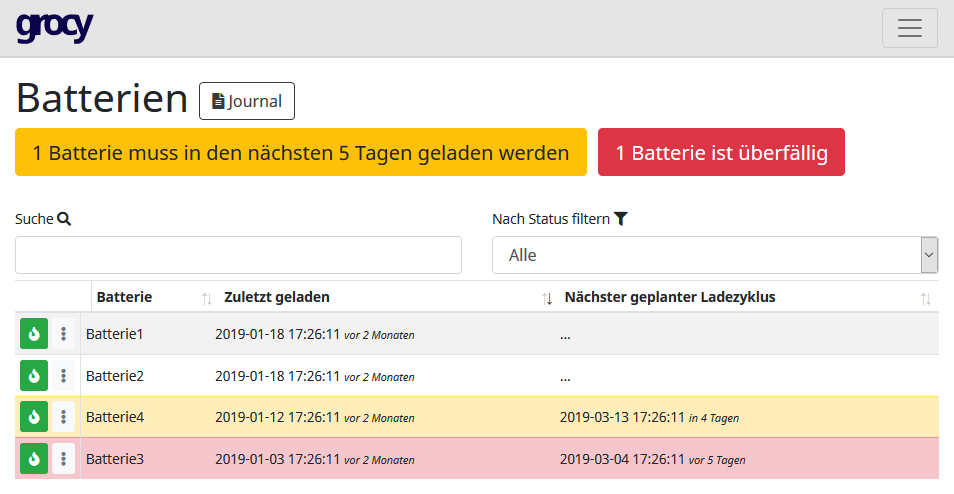 grocy
Batterien Journal
1 Batterie muss in den nächsten 5 Tagen geladen werden 1 Batterie ist überfällig
Suche Nach Status filtern
Alle
Batterie Zuletzt geladen Nächster geplanter Ladezyklus
Batterie1 2019-01-18 17:26:11 vor 2 Monaten ...
Batterie2 2019-01-18 17:26:11 vor 2 Monaten ...
Batterie4 2019-01-12 17:26:11 vor 2 Monaten 2019-03-13 17:26:11 in 4 Tagen
Batterie3 2019-01-03 17:26:11 vor 2 Monaten 2019-03-04 17:26:11 vor 5 Tagen